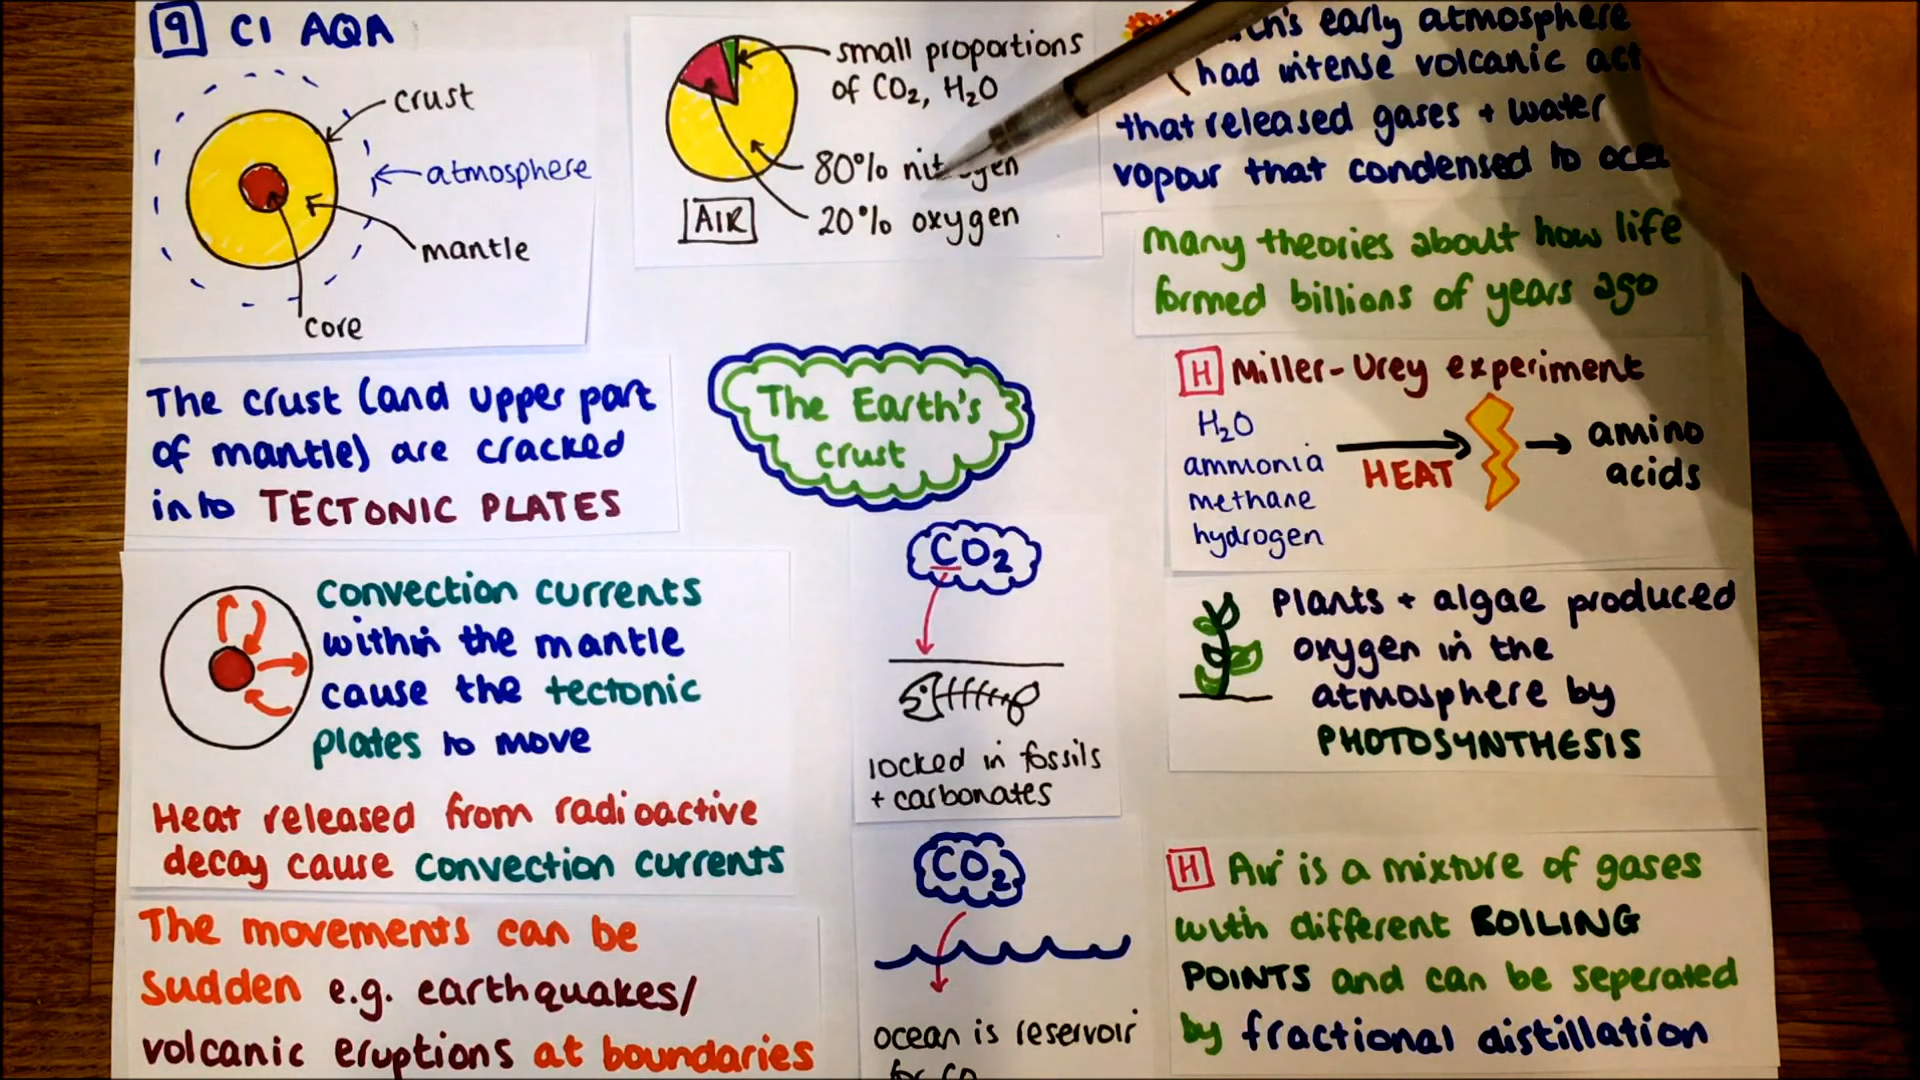 9 C1 AQA
crust
atmosphere
mantle
core
small proportions
of CO2, H2O
80%
20% oxygen
AIR
early atmosphere
had intense volcanic
that released gases + water
vapour that condensed to
many theories about how life
formed billions of years ago
The crust (and upper part
of mantle) are cracked
into TECTONIC PLATES
The Earth's
crust
H Miller-Urey experiment
H2O
ammonia
methane
hydrogen
HEAT
amino
acids
convection currents
within the mantle
cause the tectonic
plates to move
Heat released from radioactive
decay cause convection currents
CO2
locked in fossils
+ carbonates
Plants + algae produced
oxygen in the
atmosphere by
PHOTOSYNTHESIS
The movements can be
sudden e.g. earthquakes/
volcanic eruptions at boundaries
CO2
ocean is reservoir
for CO2
H Air is a mixture of gases
with different BOILING
POINTS and can be seperated
by fractional distillation